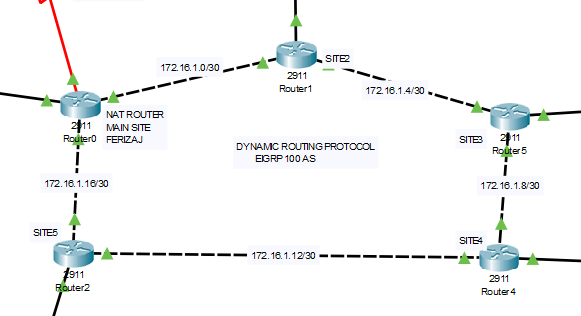 SITE2
2911
Router1
172.16.1.0/30
172.16.1.4/30
2911
Router0
NAT ROUTER
MAIN SITE
FERIZAJ
SITE3
2911
Router5
DYNAMIC ROUTING PROTOCOL
EIGRP 100 AS
172.16.1.16/30
172.16.1.8/30
SITE5
2911
Router2
172.16.1.12/30
SITE4
2911
Router4